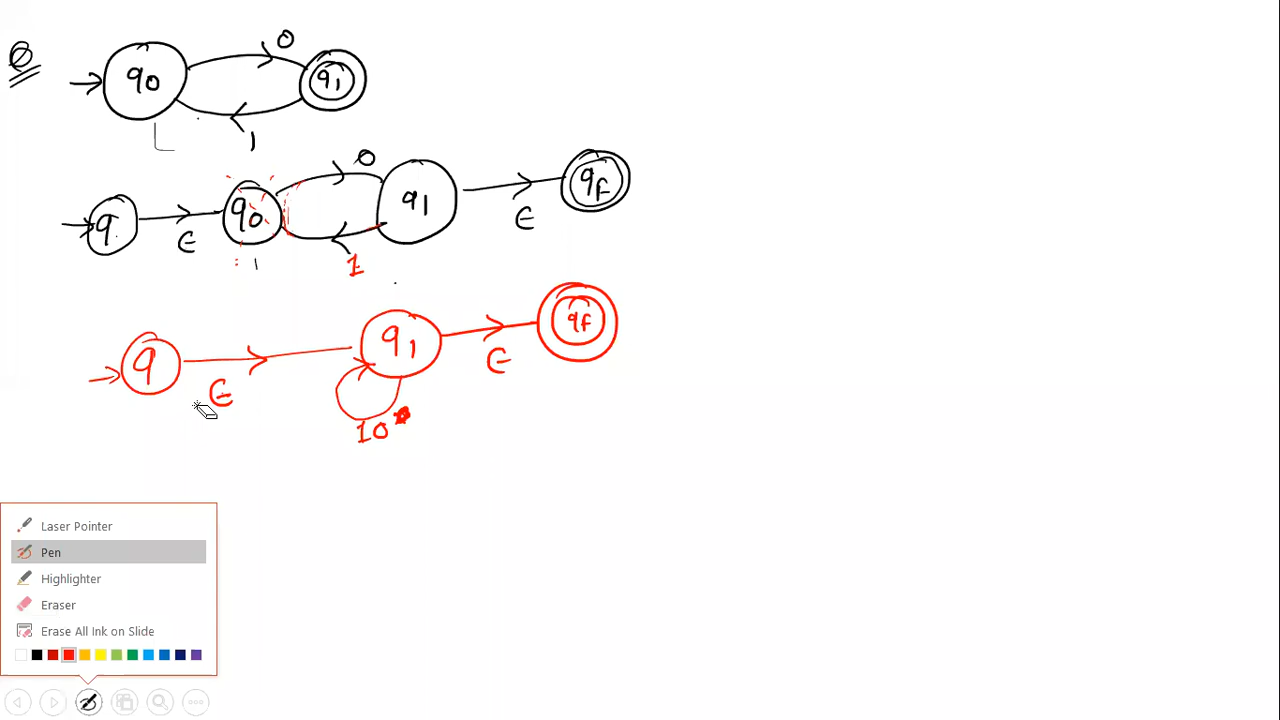 Q
q0 0 q1
1
q ∈ q0 0 q1 ∈ qf
1
q ∈ q1 ∈ qf
10
Laser Pointer
Pen
Highlighter
Eraser
Erase All Ink on Slide